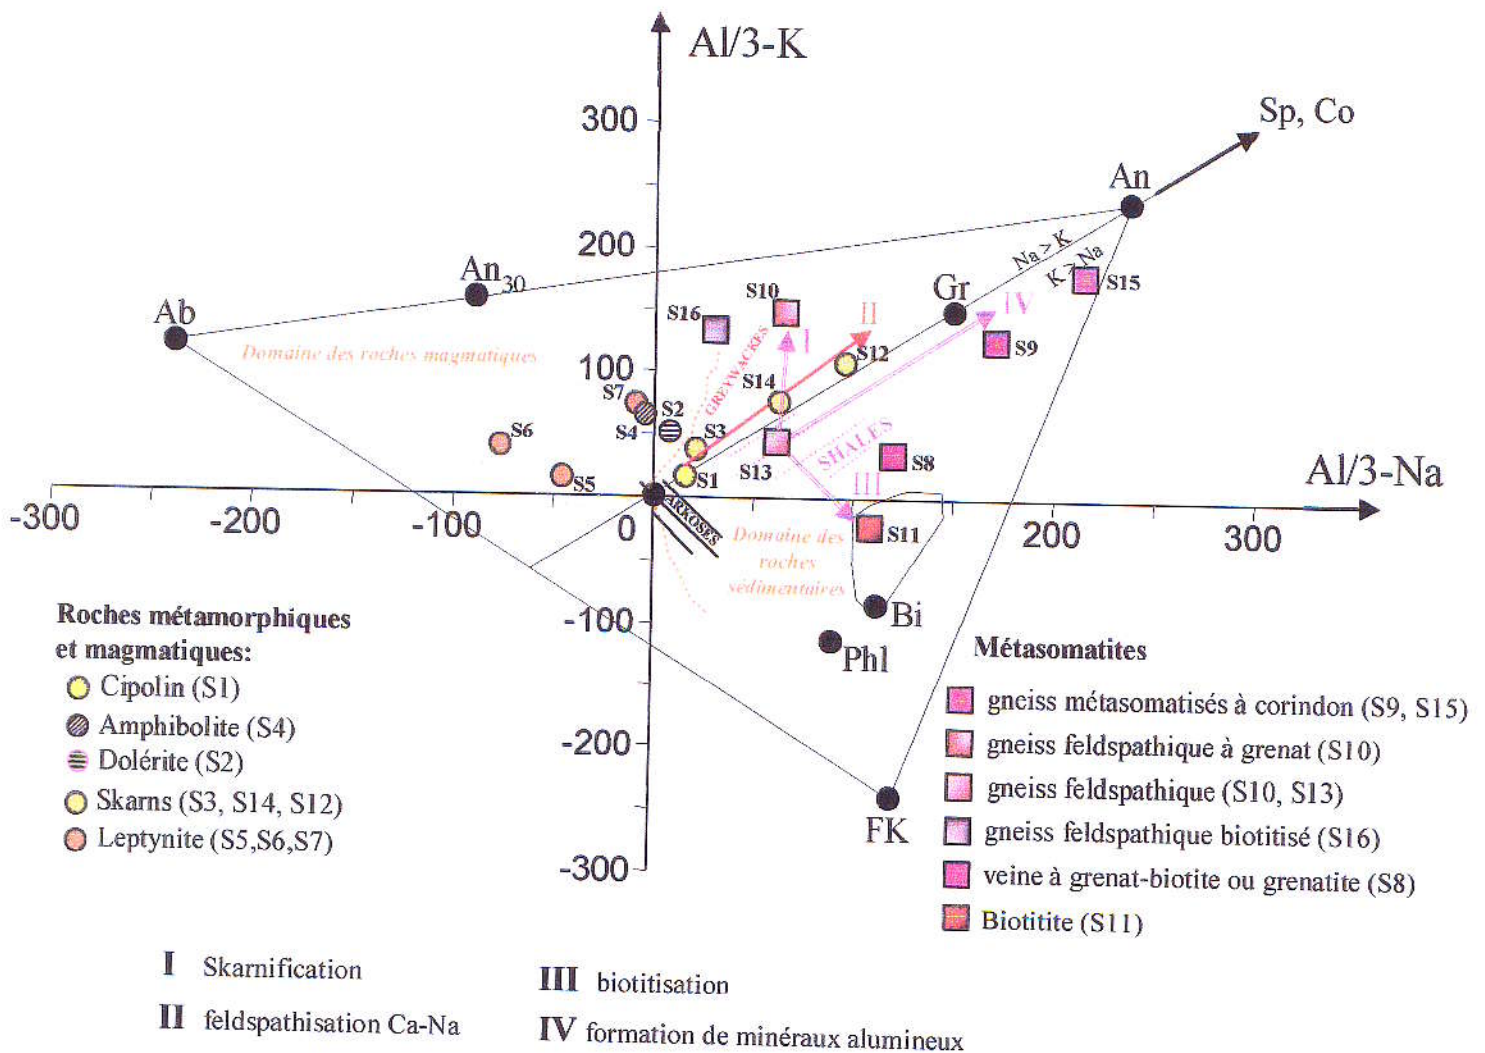 Al/3-K
300
Sp, Co
An
200
Na > K
K > Na
An30
S10
S15
Gr
IV
Ab
S16
I
II
Domaine des roches magmatiques
GREYWACKES
S9
100
S12
S7
S14
S2
S6
S4
S3
SHALES
S13
S8
S5
S1
III
Al/3-Na
-300
-200
-100
0
ARKOSES
S11
200
300
Domaine des
roches
sédimentaires
-100
Bi
Phl
-200
FK
-300
Roches métamorphiques
et magmatiques:
Cipolin (S1)
Amphibolite (S4)
Dolérite (S2)
Skarns (S3, S14, S12)
Leptynite (S5,S6,S7)
Métasomatites
gneiss métasomatisés à corindon (S9, S15)
gneiss feldspathique à grenat (S10)
gneiss feldspathique (S10, S13)
gneiss feldspathique biotitisé (S16)
veine à grenat-biotite ou grenatite (S8)
Biotitite (S11)
I Skarnification
II feldspathisation Ca-Na
III biotitisation
IV formation de minéraux alumineux